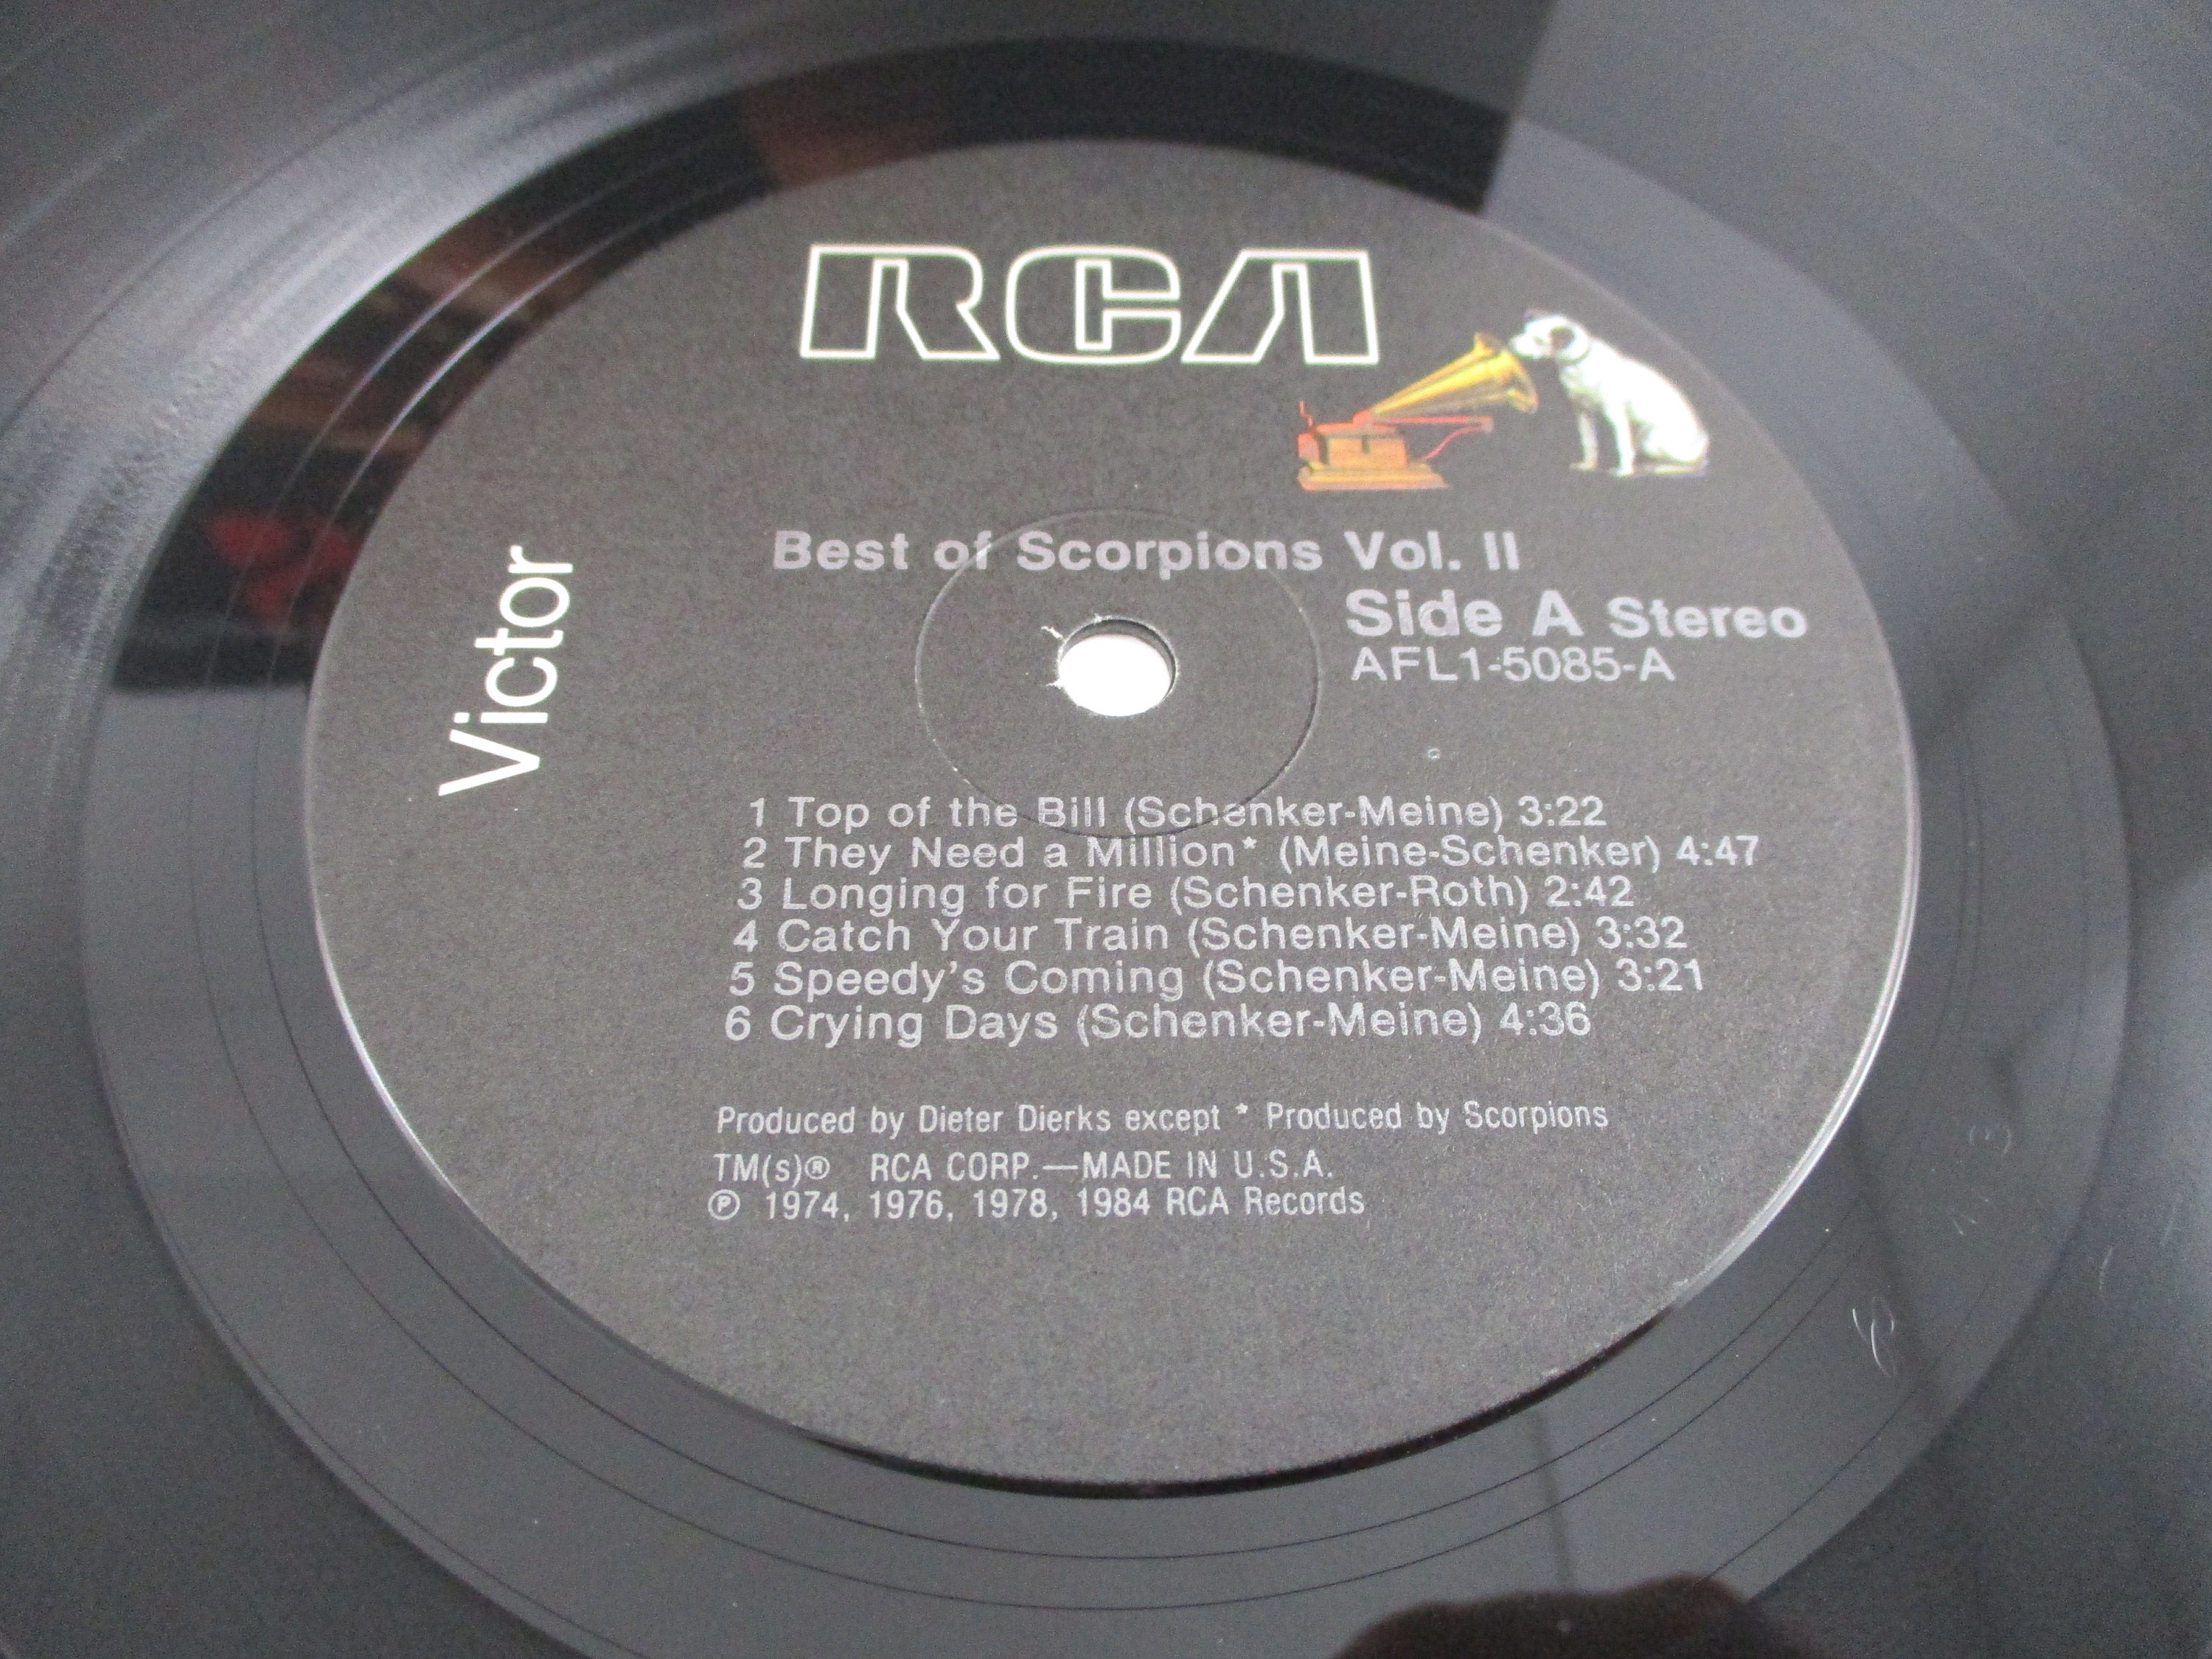 RCA
Victor
Best of Scorpions Vol. II
Side A Stereo
AFL1-5085-A
1 Top of the Bill (Schenker-Meine) 3:22
2 They Need a Million* (Meine-Schenker) 4:47
3 Longing for Fire (Schenker-Roth) 2:42
4 Catch Your Train (Schenker-Meine) 3:32
5 Speedy's Coming (Schenker-Meine) 3:21
6 Crying Days (Schenker-Meine) 4:36
Produced by Dieter Dierks except * Produced by Scorpions
TM(s)® RCA CORP.—MADE IN U.S.A.
℗ 1974, 1976, 1978, 1984 RCA Records